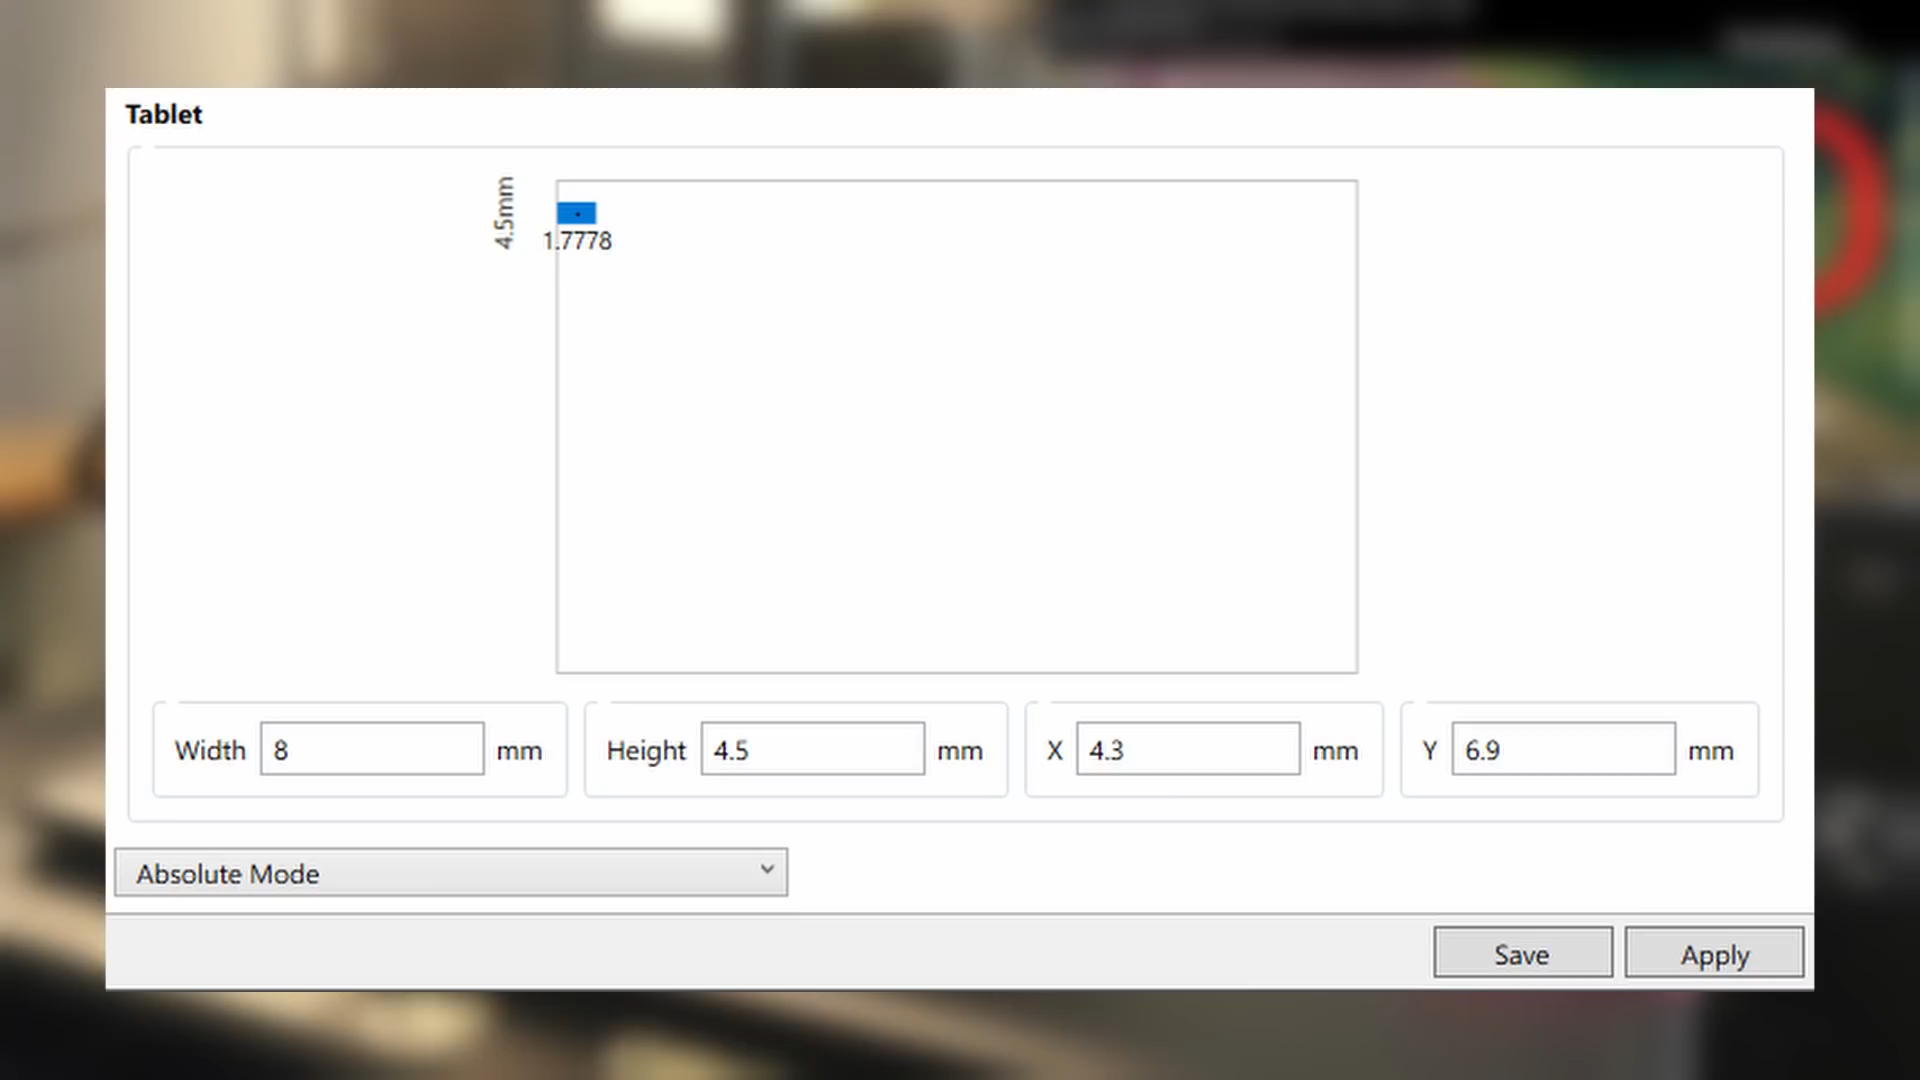 Tablet
4.5mm
1.7778
Width 8 mm Height 4.5 mm X 4.3 mm Y 6.9 mm
Absolute Mode
Save Apply